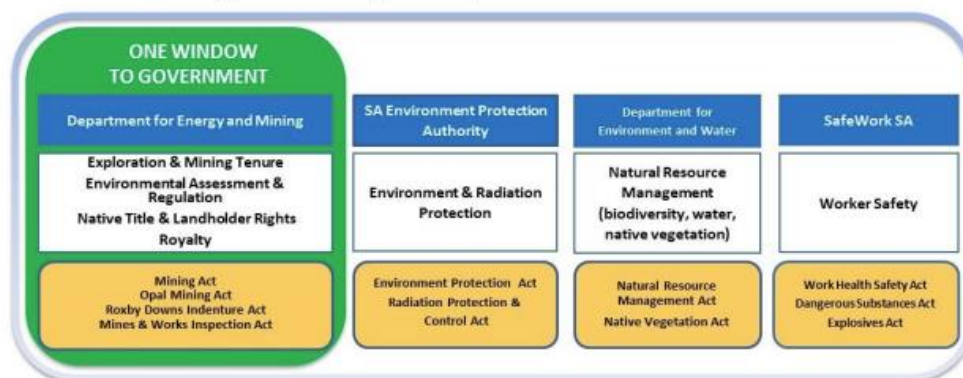 ONE WINDOW
TO GOVERNMENT
Department for Energy and Mining
Exploration & Mining Tenure
Environmental Assessment &
Regulation
Native Title & Landholder Rights
Royalty
Mining Act
Opal Mining Act
Roxby Downs Indenture Act
Mines & Works Inspection Act
SA Environment Protection
Authority
Environment & Radiation
Protection
Environment Protection Act
Radiation Protection &
Control Act
Department for
Environment and Water
Natural Resource
Management
(biodiversity, water,
native vegetation)
Natural Resource
Management Act
Native Vegetation Act
SafeWork SA
Worker Safety
Work Health Safety Act
Dangerous Substances Act
Explosives Act